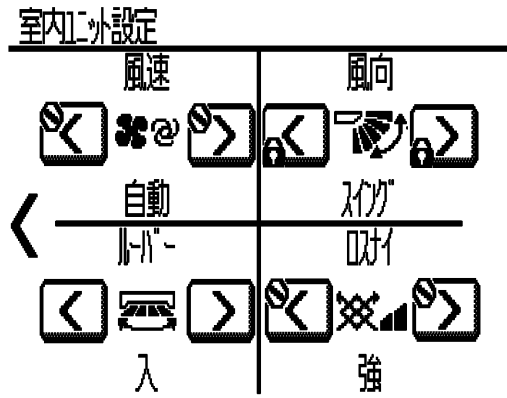 室内ユニット設定
風速
風向
自動
スイング
ルーバー
ロスナイ
入
強